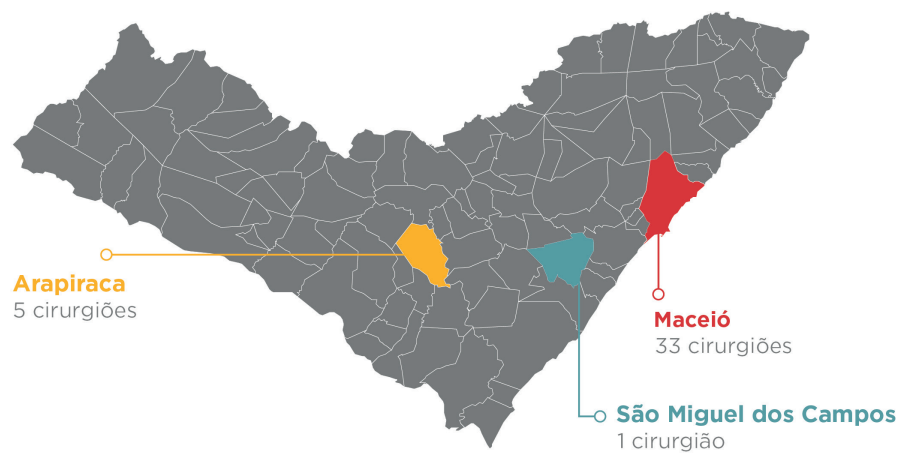 Arapiraca
5 cirurgiões
Maceió
33 cirurgiões
São Miguel dos Campos
1 cirurgião